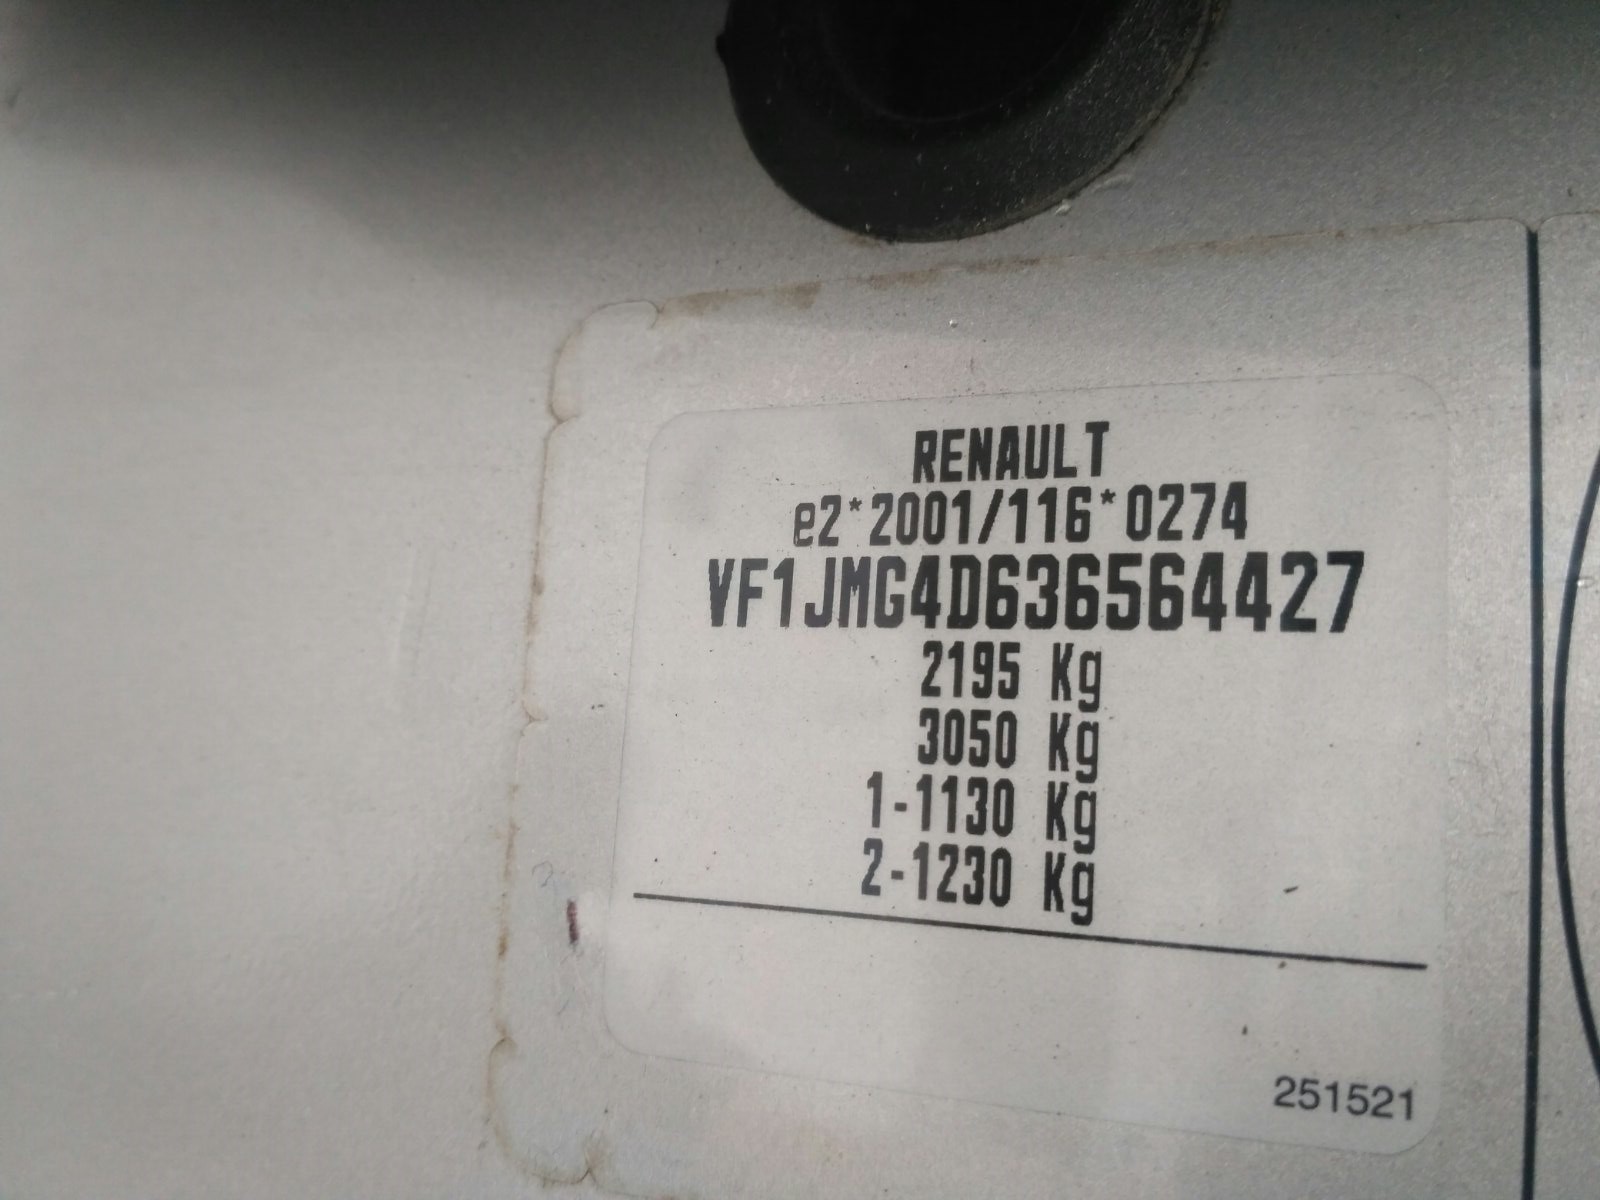 RENAULT
e2*2001/116*0274
VF1JMG4D636564427
2195 Kg
3050 Kg
1-1130 Kg
2-1230 Kg
251521